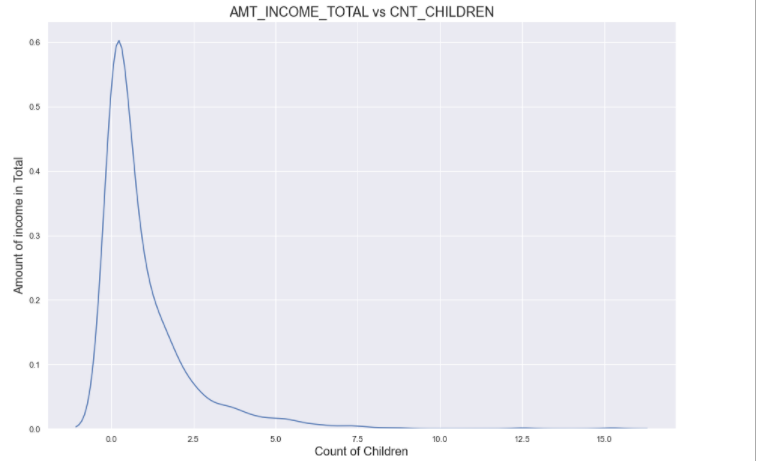 AMT_INCOME_TOTAL vs CNT_CHILDREN
0.6
0.5
0.4
0.3
0.2
0.1
0.0
Amount of income in Total
0.0 2.5 5.0 7.5 10.0 12.5 15.0
Count of Children